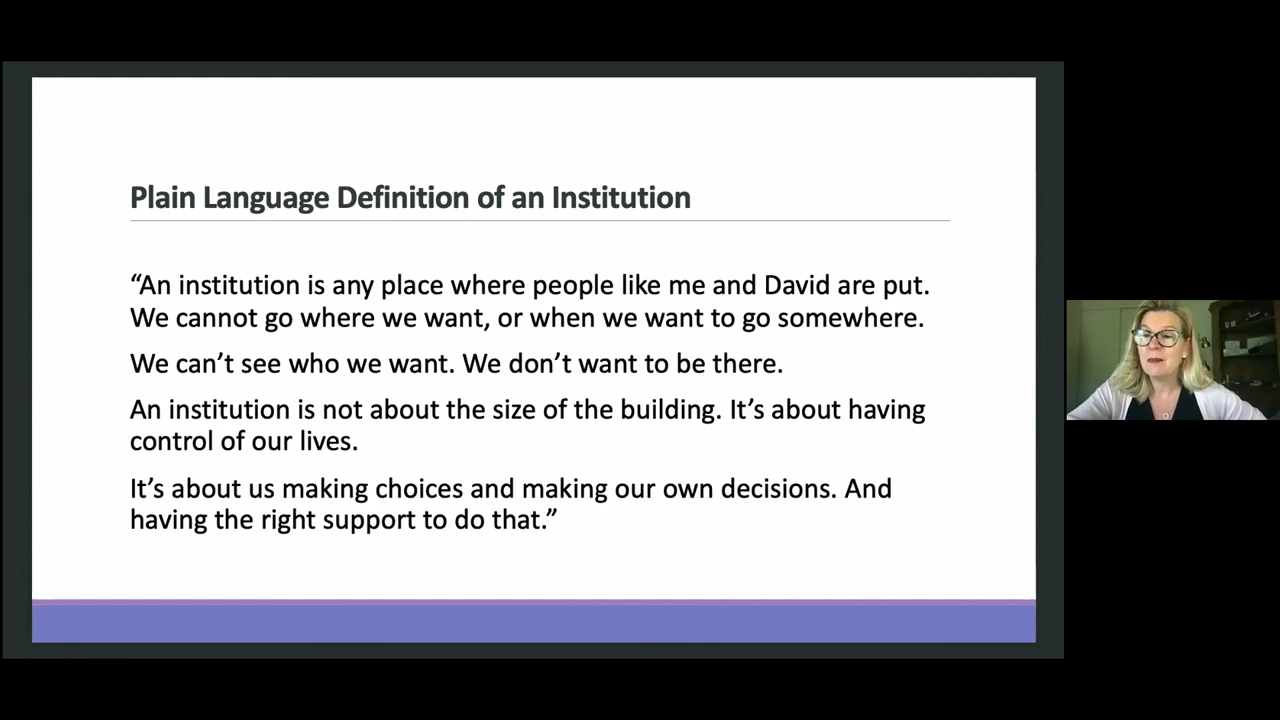 Plain Language Definition of an Institution
“An institution is any place where people like me and David are put.
We cannot go where we want, or when we want to go somewhere.
We can’t see who we want. We don’t want to be there.
An institution is not about the size of the building. It’s about having
control of our lives.
It’s about us making choices and making our own decisions. And
having the right support to do that.”